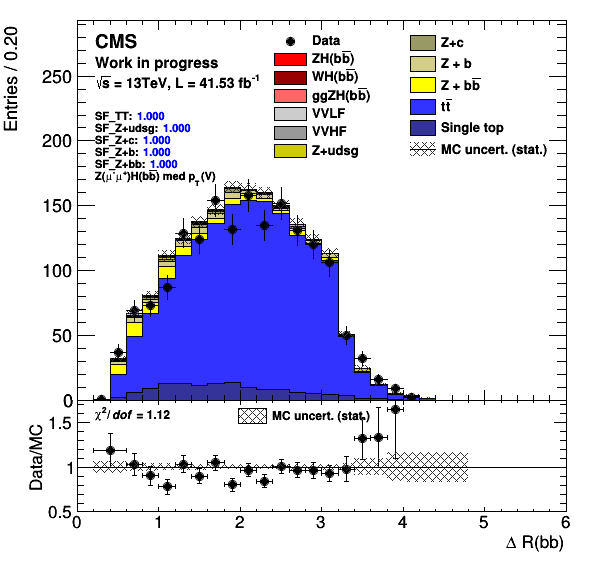 CMS
Work in progress
√s = 13TeV, L = 41.53 fb⁻¹
SF_TT: 1.000
SF_Z+udsg: 1.000
SF_Z+c: 1.000
SF_Z+b: 1.000
SF_Z+bb: 1.000
Z(μ⁻μ⁺)H(bb̅) med p_T (V)
Data
ZH(bb̅)
WH(bb̅)
ggZH(bb̅)
VVLF
VVHF
Z+udsg
Z+c
Z + b
Z + bb̅
tt̅
Single top
MC uncert. (stat.)
Entries / 0.20
250
200
150
100
50
0
χ²/dof = 1.12
MC uncert. (stat.)
Data/MC
1.5
1
0.5
0
1
2
3
4
5
6
Δ R(bb)